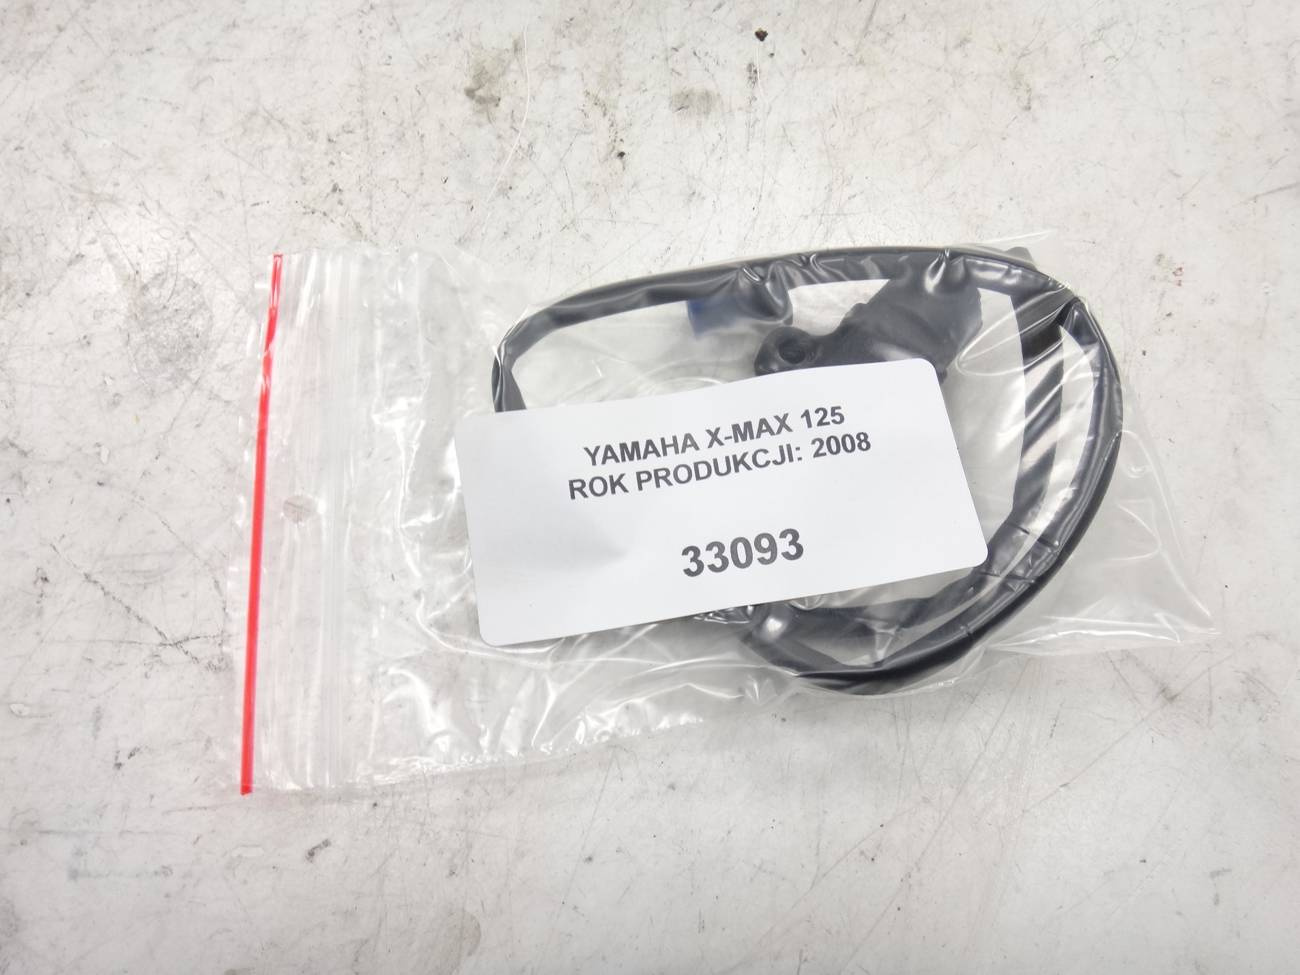 YAMAHA X-MAX 125
ROK PRODUKCJI: 2008
33093